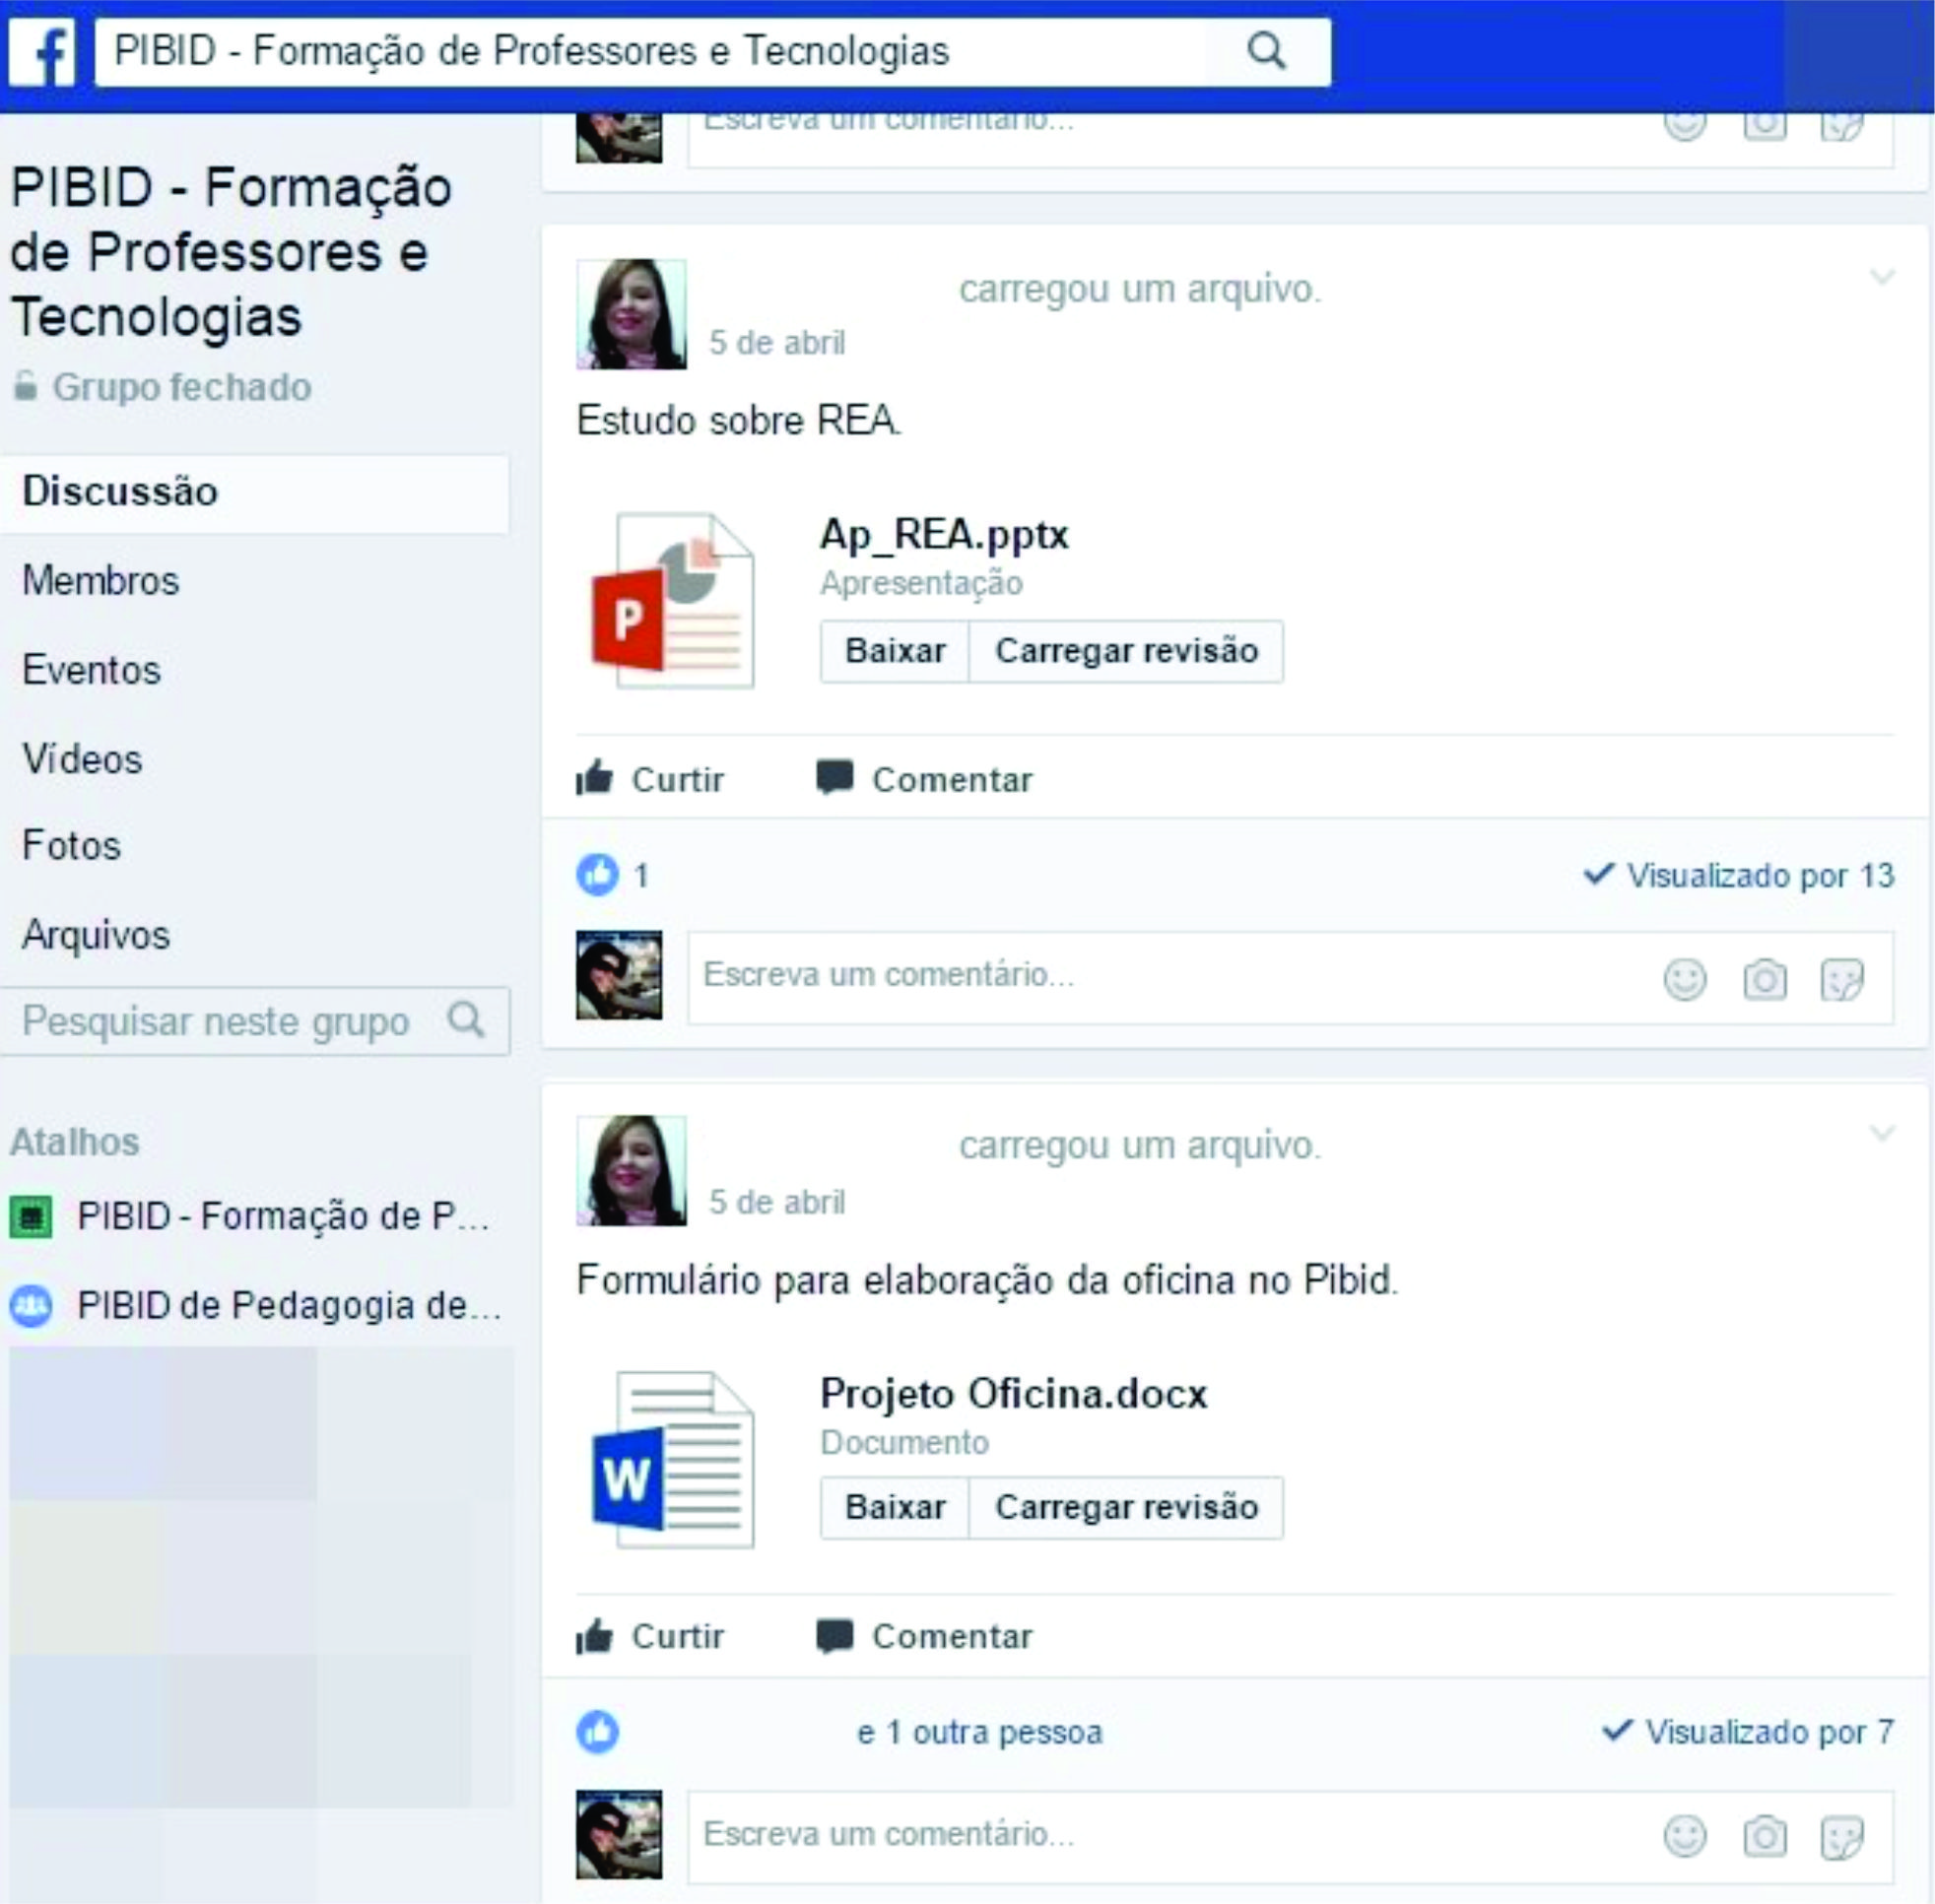 f
PIBID - Formação de Professores e Tecnologias
PIBID - Formação
de Professores e
Tecnologias
Grupo fechado
Discussão
Membros
Eventos
Vídeos
Fotos
Arquivos
Pesquisar neste grupo
Atalhos
PIBID - Formação de P...
PIBID de Pedagogia de...
Escreva um comentário...
carregou um arquivo.
5 de abril
Estudo sobre REA.
P
Ap_REA.pptx
Apresentação
Baixar Carregar revisão
Curtir Comentar
1 Visualizado por 13
Escreva um comentário...
carregou um arquivo.
5 de abril
Formulário para elaboração da oficina no Pibid.
W
Projeto Oficina.docx
Documento
Baixar Carregar revisão
Curtir Comentar
e 1 outra pessoa Visualizado por 7
Escreva um comentário...